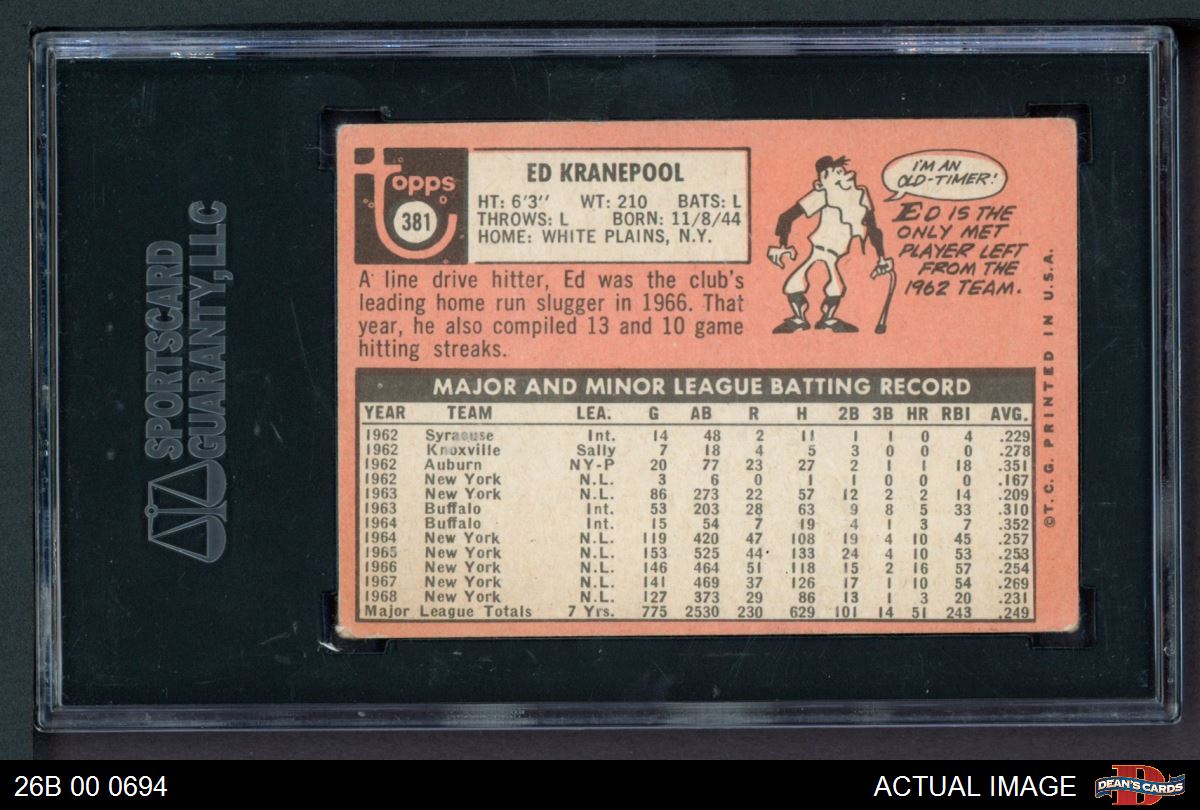 SPORTSCARD
GUARANTY, LLC
topps
381
ED KRANEPOOL
HT: 6'3" WT: 210 BATS: L
THROWS: L BORN: 11/8/44
HOME: WHITE PLAINS, N.Y.
A line drive hitter, Ed was the club's
leading home run slugger in 1966. That
year, he also compiled 13 and 10 game
hitting streaks.
I'M AN
OLD-TIMER!
ED IS THE
ONLY MET
PLAYER LEFT
FROM THE
1962 TEAM.
MAJOR AND MINOR LEAGUE BATTING RECORD
YEAR TEAM LEA. G AB R H 2B 3B HR RBI AVG.
1962 Syracuse Int. 14 48 2 11 1 1 0 4 .229
1962 Knoxville Sally 7 18 4 5 3 0 0 0 .278
1962 Auburn NY-P 20 77 23 27 2 1 1 18 .351
1962 New York N.L. 3 6 0 1 1 0 0 0 .167
1963 New York N.L. 86 273 22 57 12 2 2 14 .209
1963 Buffalo Int. 53 203 28 63 9 8 5 33 .310
1964 Buffalo Int. 15 54 7 19 4 1 3 7 .352
1964 New York N.L. 119 420 47 108 19 4 10 45 .257
1965 New York N.L. 153 525 44 133 24 4 10 53 .253
1966 New York N.L. 146 464 51 118 15 2 16 57 .254
1967 New York N.L. 141 469 37 126 17 1 10 54 .269
1968 New York N.L. 127 373 29 86 13 1 3 20 .231
Major League Totals 7 Yrs. 775 2530 230 629 101 14 51 243 .249
©T. C. G. PRINTED IN U.S.A.
26B 00 0694
ACTUAL IMAGE
DEAN'S CARDS